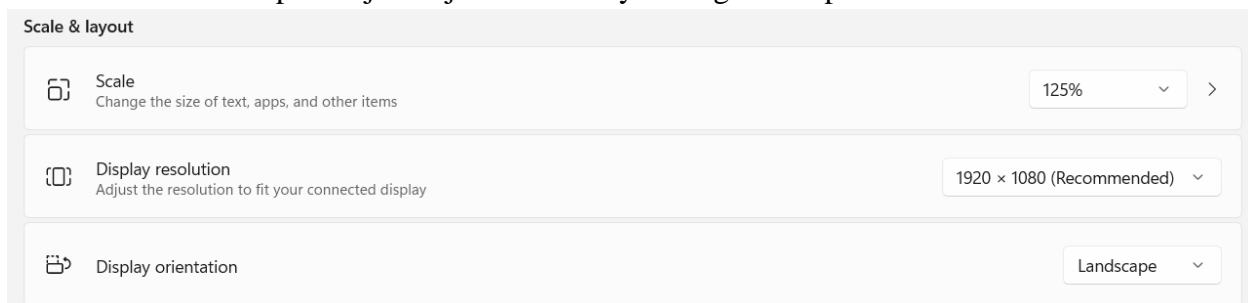 Scale & layout
Scale
Change the size of text, apps, and other items
125%
Display resolution
Adjust the resolution to fit your connected display
1920 × 1080 (Recommended)
Display orientation
Landscape